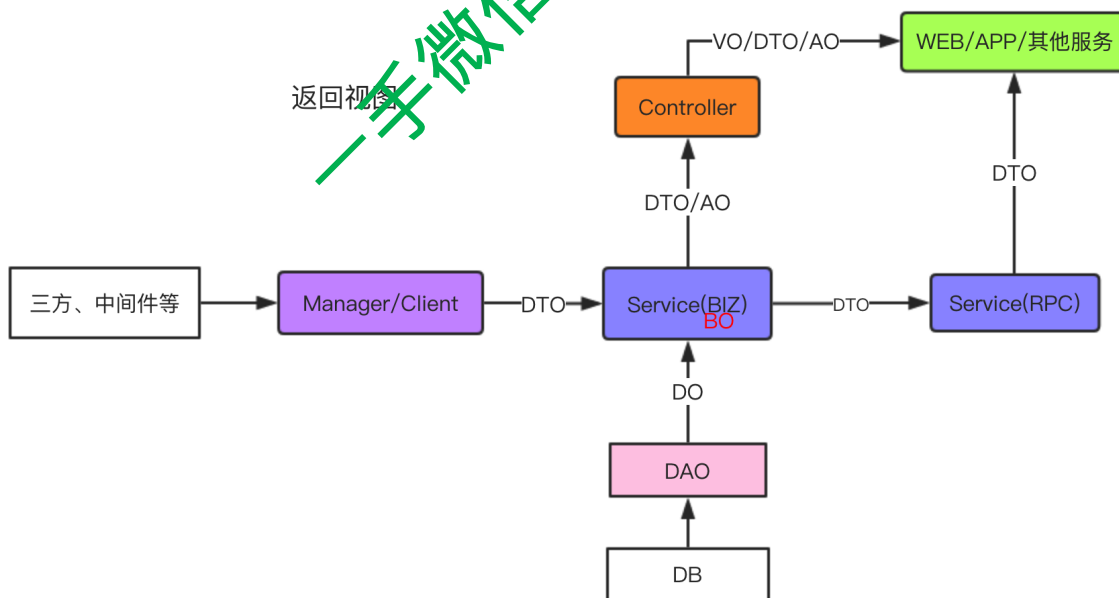 VO/DTO/AO
WEB/APP/其他服务
返回视图
一手微信
Controller
DTO
DTO/AO
三方、中间件等
Manager/Client
DTO
Service(BIZ)
BO
DTO
Service(RPC)
DO
DAO
DB